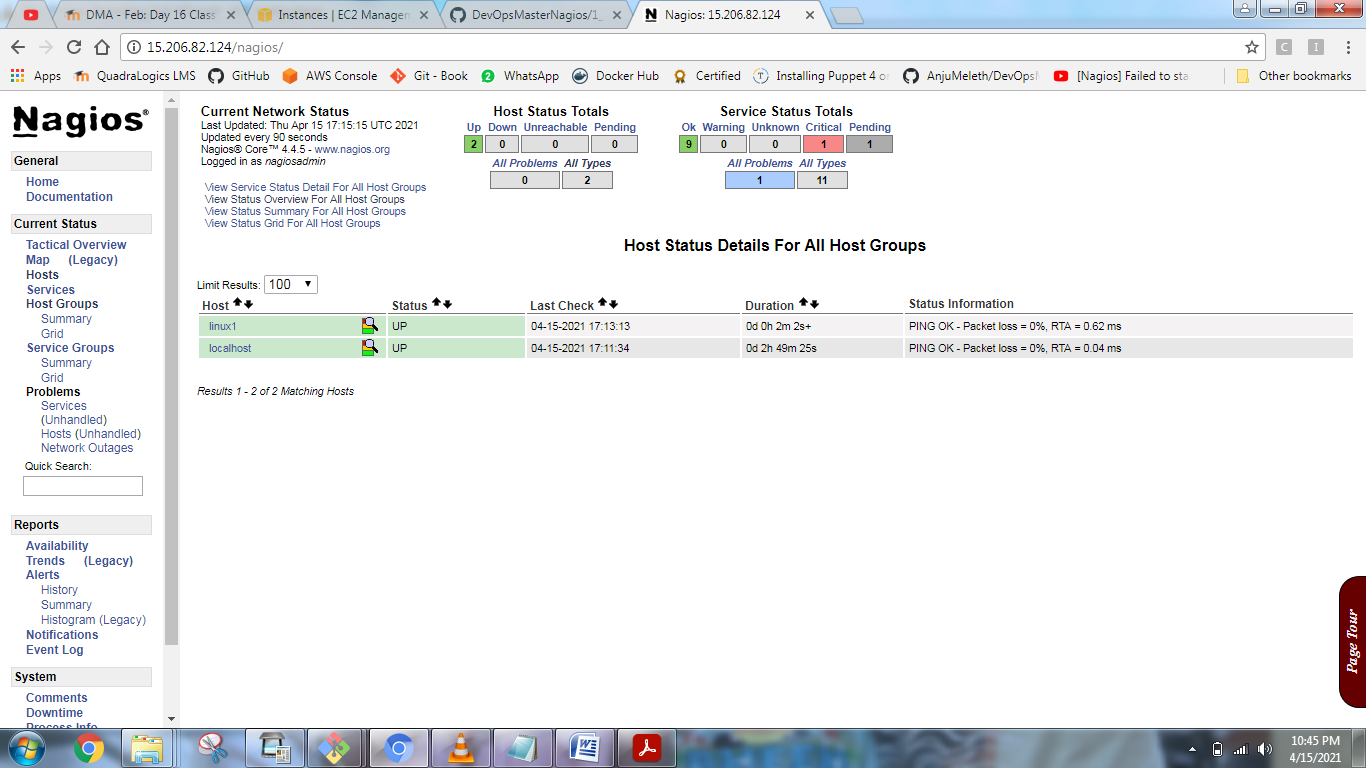 DMA - Feb: Day 16 Class
Instances | EC2 Managem
DevOpsMasterNagios/1_
Nagios: 15.206.82.124
15.206.82.124/nagios/
Apps QuadraLogics LMS GitHub AWS Console Git - Book WhatsApp Docker Hub Certified Installing Puppet 4 o AnjuMeleth/DevOps [Nagios] Failed to sta Other bookmarks
Nagios®
General
Home
Documentation
Current Status
Tactical Overview
Map (Legacy)
Hosts
Services
Host Groups
Summary
Grid
Service Groups
Summary
Grid
Problems
Services
(Unhandled)
Hosts (Unhandled)
Network Outages
Quick Search:
Reports
Availability
Trends (Legacy)
Alerts
History
Summary
Histogram (Legacy)
Notifications
Event Log
System
Comments
Downtime
Process Info
Current Network Status
Last Updated: Thu Apr 15 17:15:15 UTC 2021
Updated every 90 seconds
Nagios® Core™ 4.4.5 - www.nagios.org
Logged in as nagiosadmin
View Service Status Detail For All Host Groups
View Status Overview For All Host Groups
View Status Summary For All Host Groups
View Status Grid For All Host Groups
Host Status Totals
Up Down Unreachable Pending
2 0 0 0
All Problems All Types
0 2
Service Status Totals
Ok Warning Unknown Critical Pending
9 0 0 1 1
All Problems All Types
1 11
Host Status Details For All Host Groups
Limit Results: 100
Host Status Last Check Duration Status Information
linux1 UP 04-15-2021 17:13:13 0d 0h 2m 2s+ PING OK - Packet loss = 0%, RTA = 0.62 ms
localhost UP 04-15-2021 17:11:34 0d 2h 49m 25s PING OK - Packet loss = 0%, RTA = 0.04 ms
Results 1 - 2 of 2 Matching Hosts
Page Tour
10:45 PM
4/15/2021